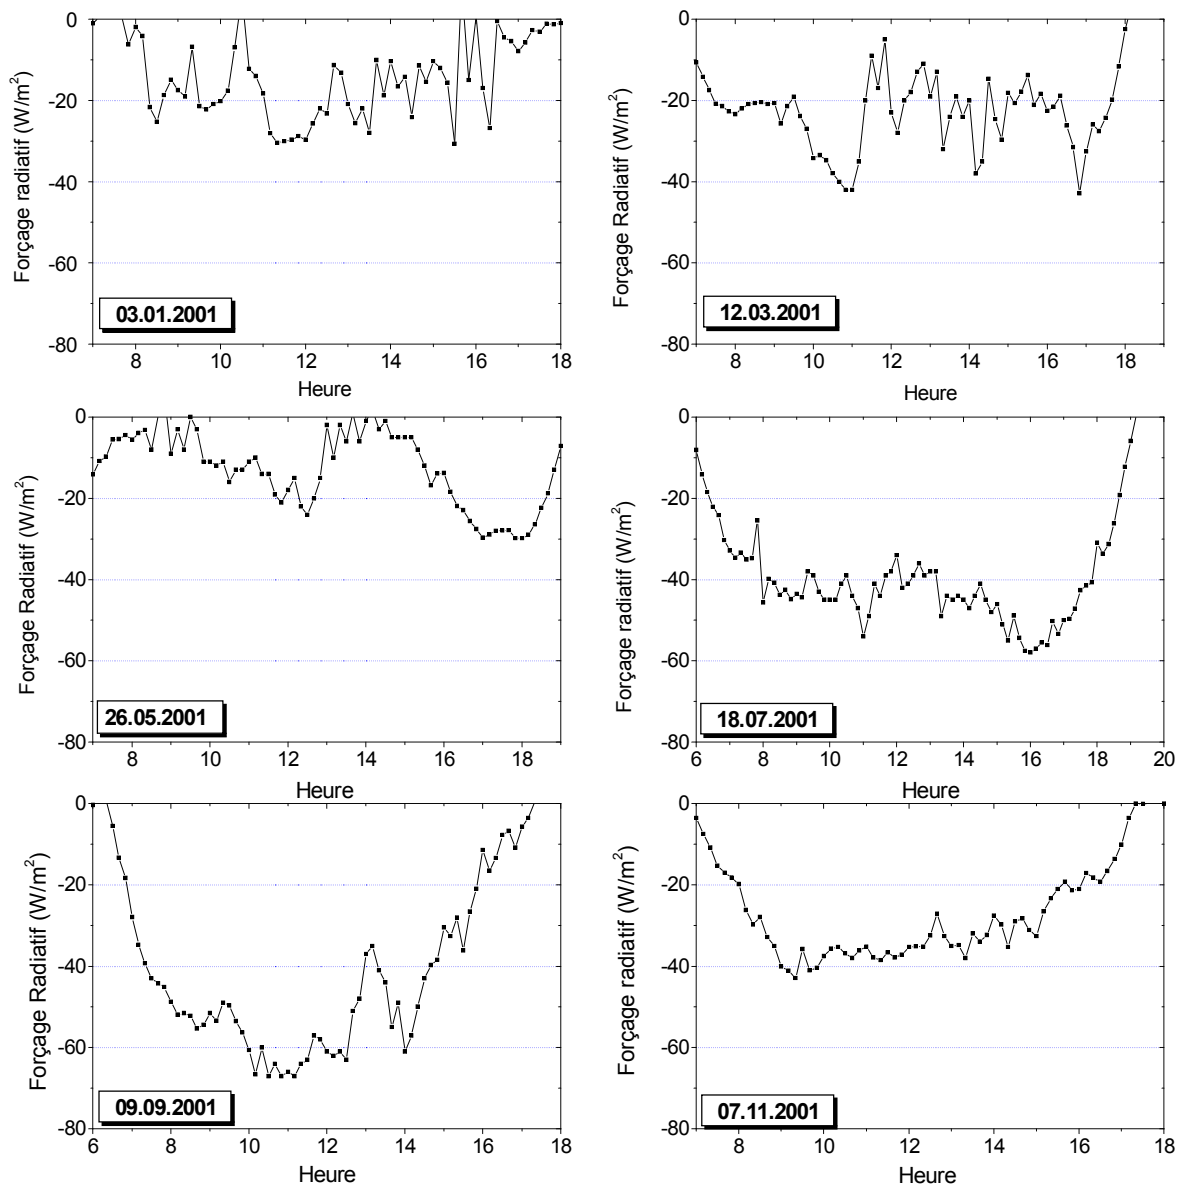 0
-20
-40
-60
-80
Forçage radiatif (W/m²)
03.01.2001
8 10 12 14 16 18
Heure
0
-20
-40
-60
-80
Forçage Radiatif (W/m²)
12.03.2001
8 10 12 14 16 18
Heure
0
-20
-40
-60
-80
Forçage Radiatif (W/m²)
26.05.2001
8 10 12 14 16 18
Heure
0
-20
-40
-60
-80
Forçage radiatif (W/m²)
18.07.2001
6 8 10 12 14 16 18 20
Heure
0
-20
-40
-60
-80
Forçage Radiatif (W/m²)
09.09.2001
6 8 10 12 14 16 18
Heure
0
-20
-40
-60
-80
Forçage radiatif (W/m²)
07.11.2001
8 10 12 14 16 18
Heure